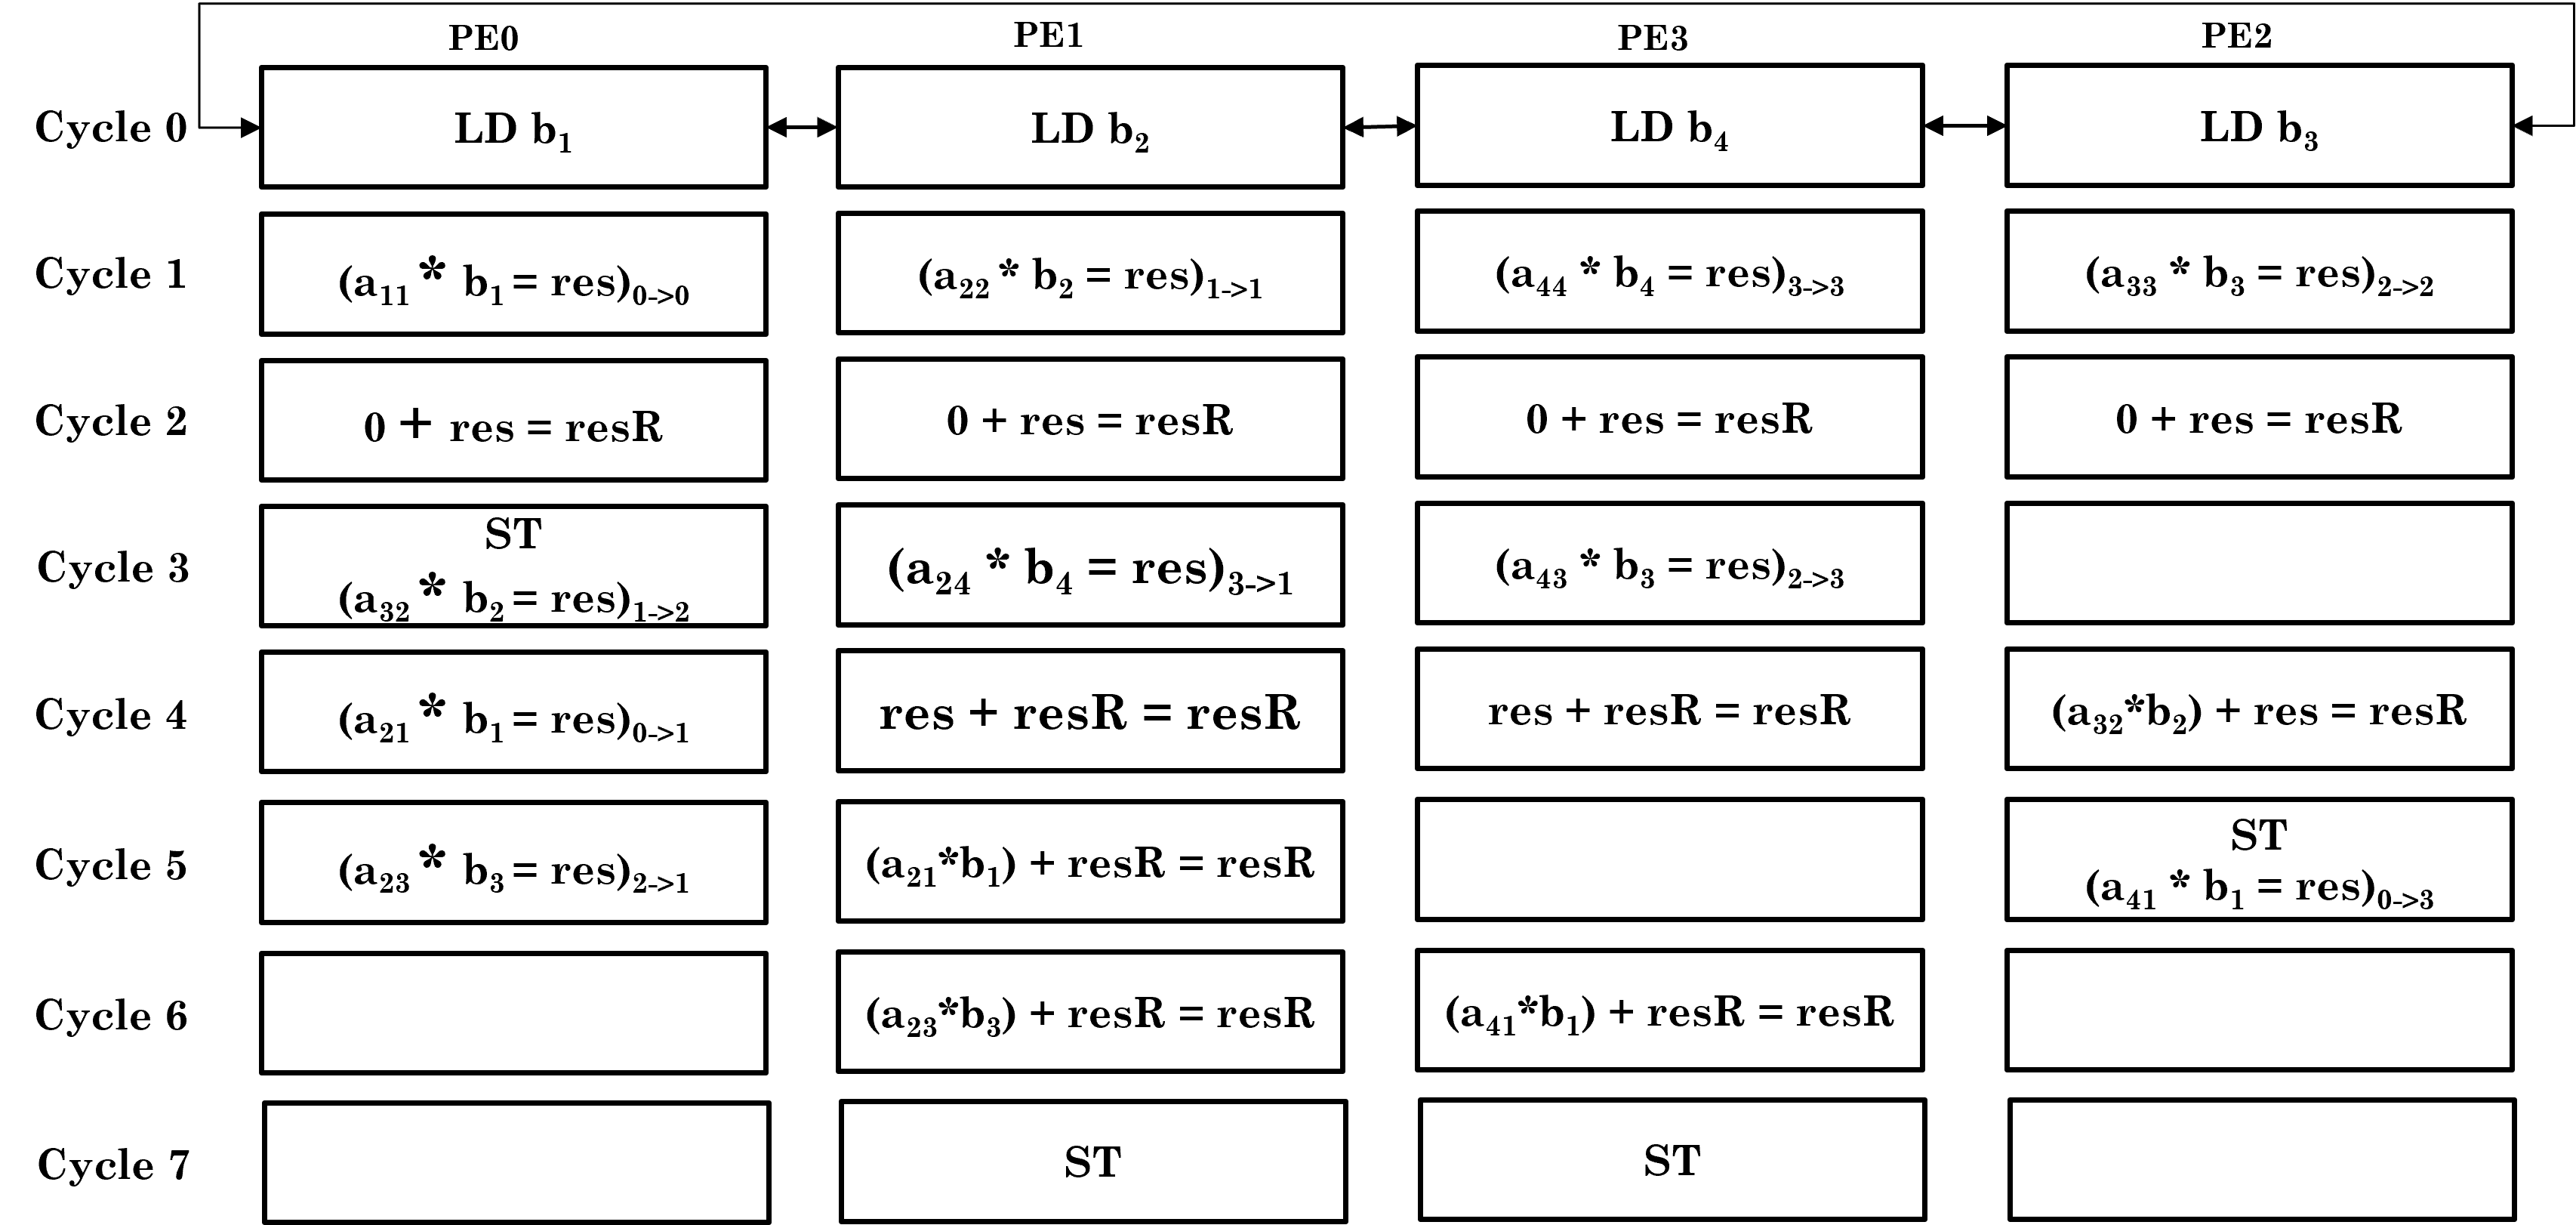 PE0 PE1 PE3 PE2
Cycle 0 LD b₁ LD b₂ LD b₄ LD b₃
Cycle 1 (a₁₁ * b₁ = res)₀₋>₀ (a₂₂ * b₂ = res)₁₋>₁ (a₄₄ * b₄ = res)₃₋>₃ (a₃₃ * b₃ = res)₂₋>₂
Cycle 2 0 + res = resR 0 + res = resR 0 + res = resR 0 + res = resR
Cycle 3 ST
(a₃₂ * b₂ = res)₁₋>₂ (a₂₄ * b₄ = res)₃₋>₁ (a₄₃ * b₃ = res)₂₋>₃
Cycle 4 (a₂₁ * b₁ = res)₀₋>₁ res + resR = resR res + resR = resR (a₃₂*b₂) + res = resR
Cycle 5 (a₂₃ * b₃ = res)₂₋>₁ (a₂₁*b₁) + resR = resR ST
(a₄₁ * b₁ = res)₀₋>₃
Cycle 6 (a₂₃*b₃) + resR = resR (a₄₁*b₁) + resR = resR
Cycle 7 ST ST